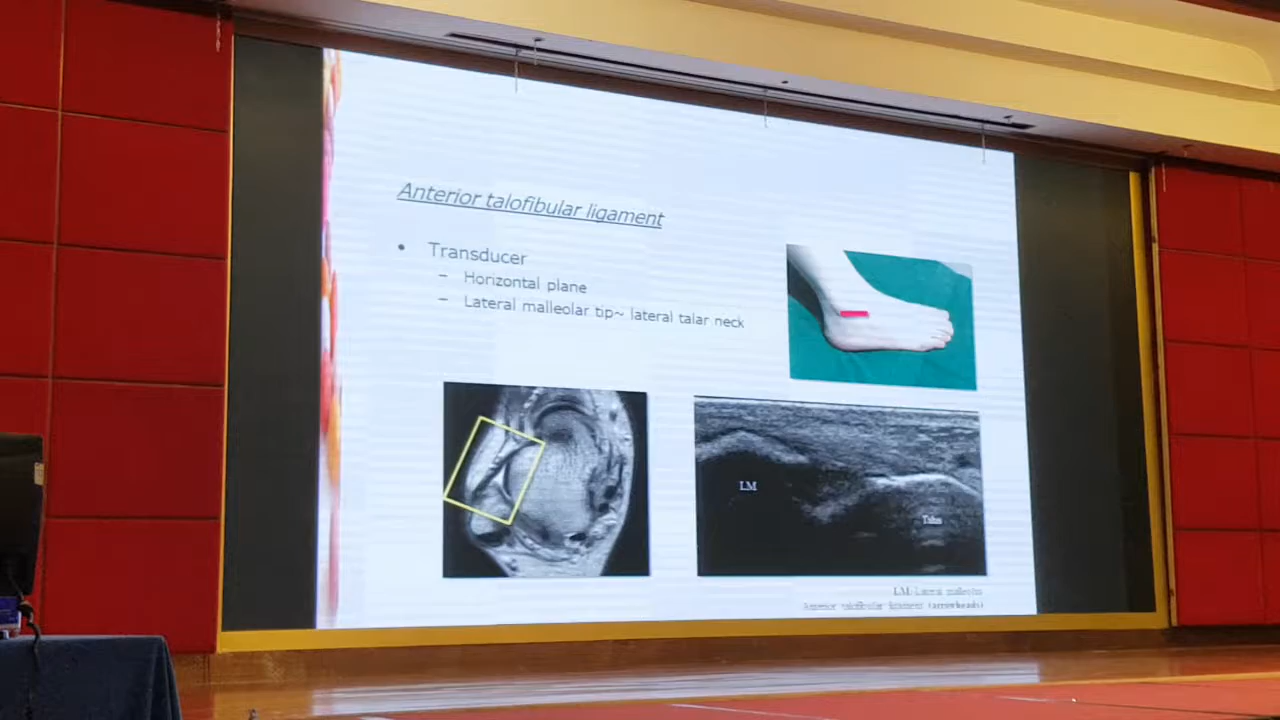 Anterior talofibular ligament
• Transducer
– Horizontal plane
– Lateral malleolar tip~ lateral talar neck
LM
Talus
LM: Lateral malleolus
Anterior talofibular ligament (arrowheads)